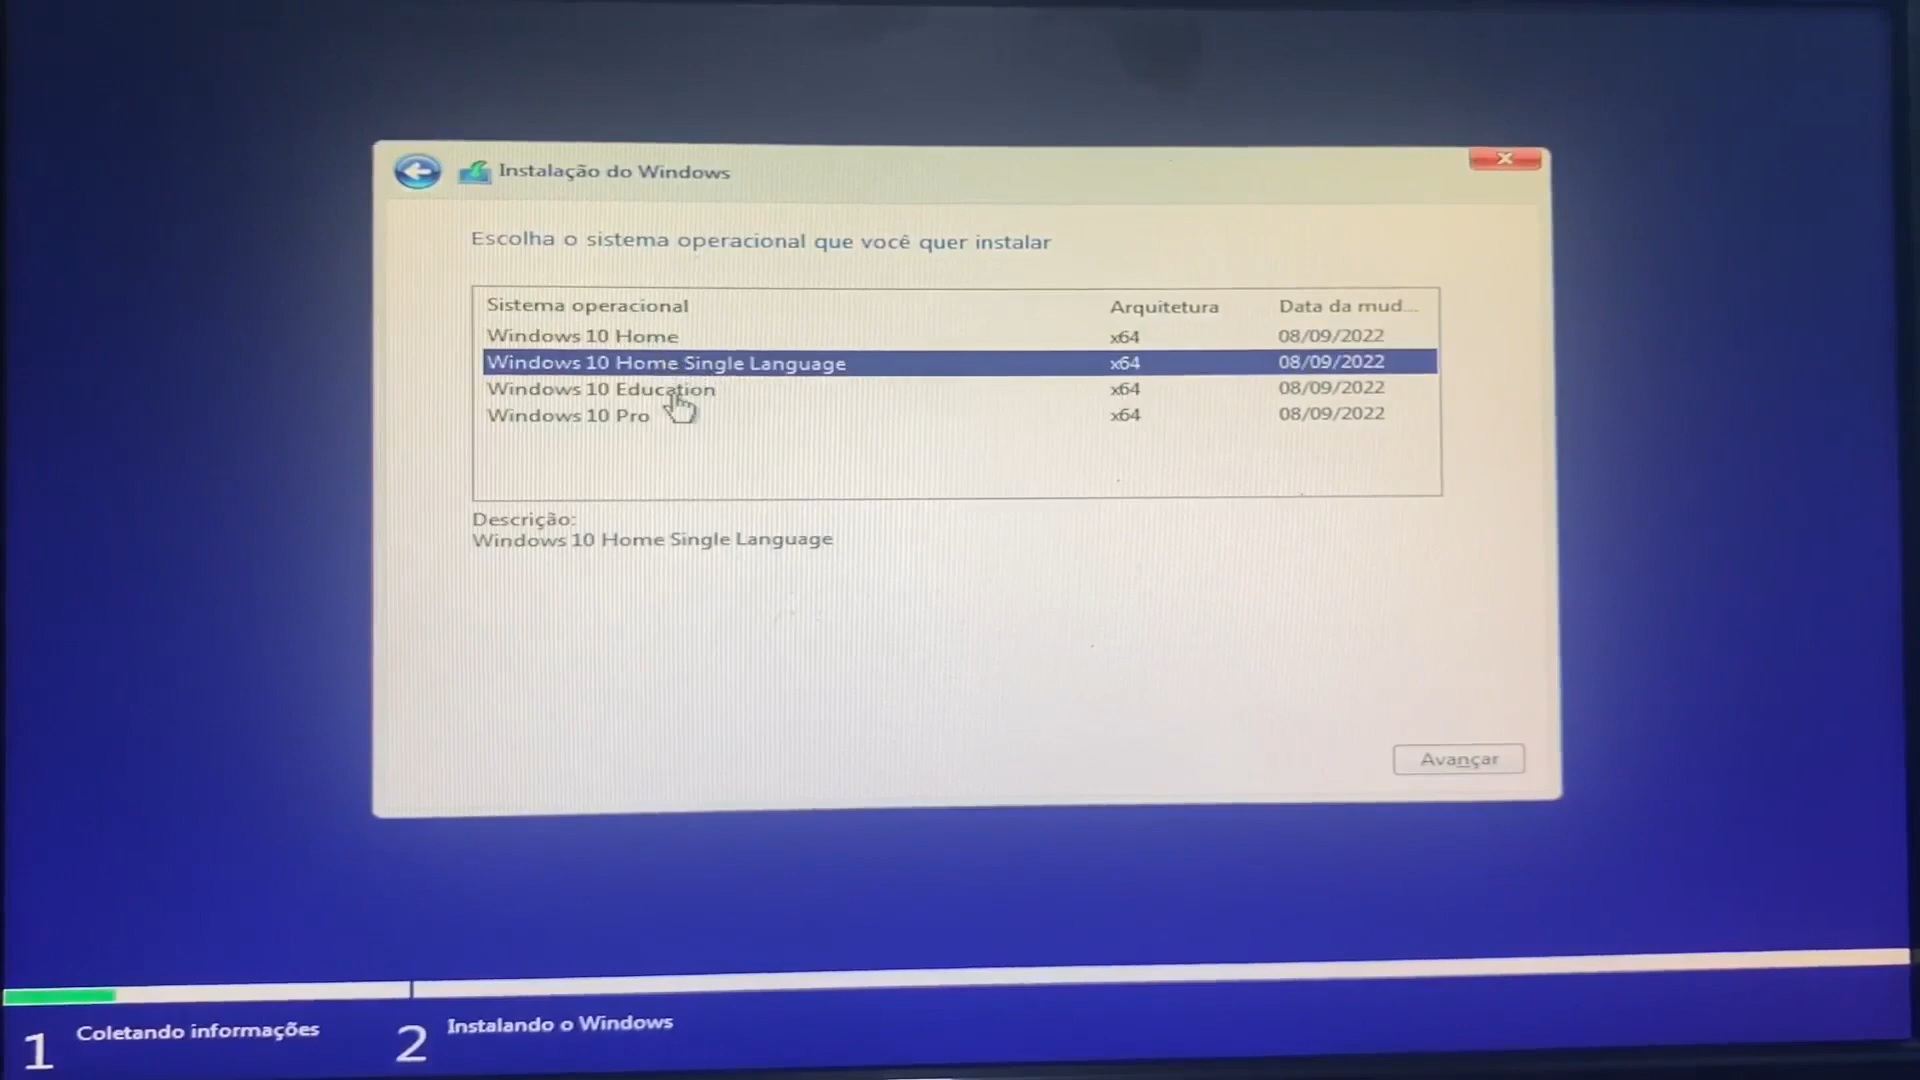 Instalação do Windows
Escolha o sistema operacional que você quer instalar
Sistema operacional Arquitetura Data da mud...
Windows 10 Home x64 08/09/2022
Windows 10 Home Single Language x64 08/09/2022
Windows 10 Education x64 08/09/2022
Windows 10 Pro x64 08/09/2022
Descrição:
Windows 10 Home Single Language
Avançar
1 Coletando informações
2 Instalando o Windows